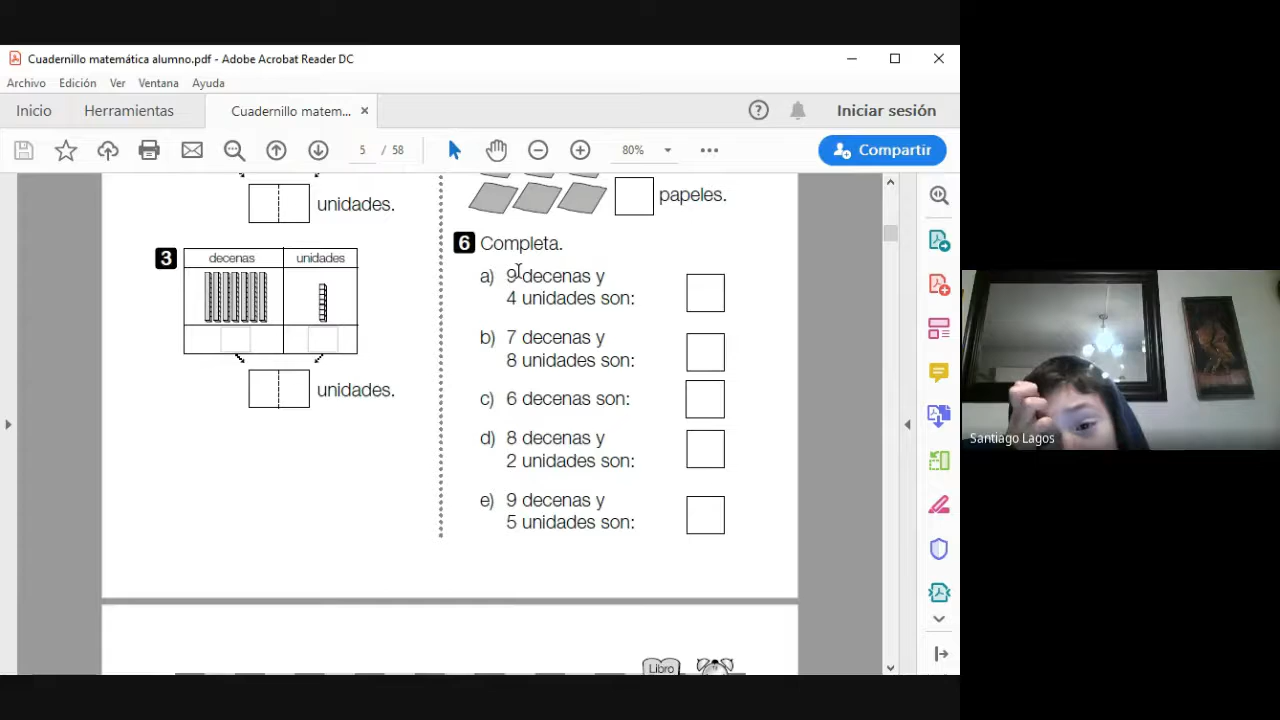 Cuadernillo matemática alumno.pdf - Adobe Acrobat Reader DC
Archivo Edición Ver Ventana Ayuda
Inicio Herramientas Cuadernillo matem... × ? Iniciar sesión
5 / 58 80% Compartir
unidades.
3 decenas unidades
unidades.
papeles.
6 Completa.
a) 9 decenas y
4 unidades son:
b) 7 decenas y
8 unidades son:
c) 6 decenas son:
d) 8 decenas y
2 unidades son:
e) 9 decenas y
5 unidades son:
Libro
Santiago Lagos